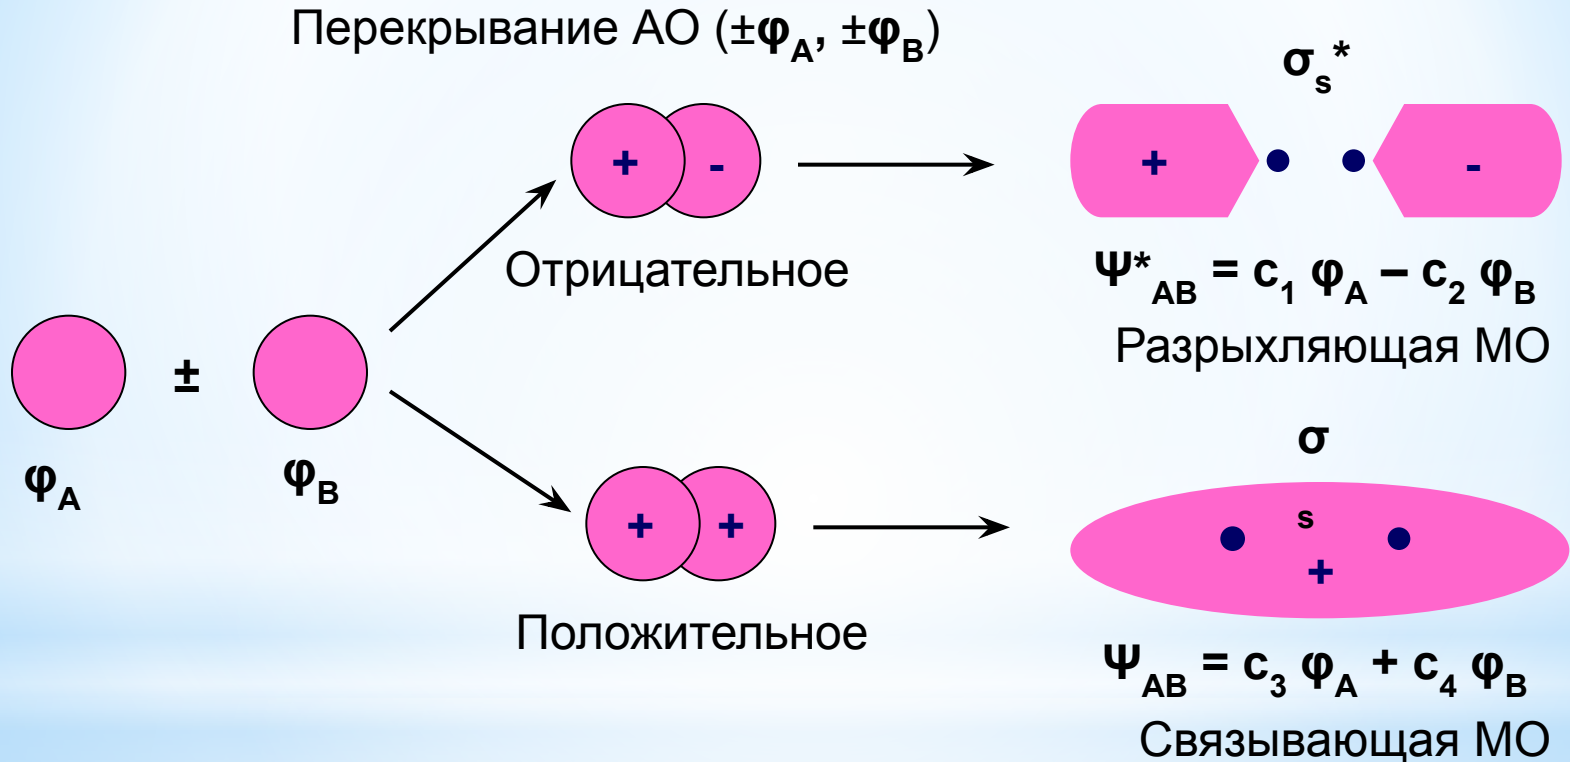 Перекрывание АО (±φA, ±φB)
σs*
+ -
+ -
Отрицательное
Ψ*AB = c1 φA – c2 φB
Разрыхляющая МО
±
φA φB
σ
s
+ +
+
Положительное
ΨAB = c3 φA + c4 φB
Связывающая МО